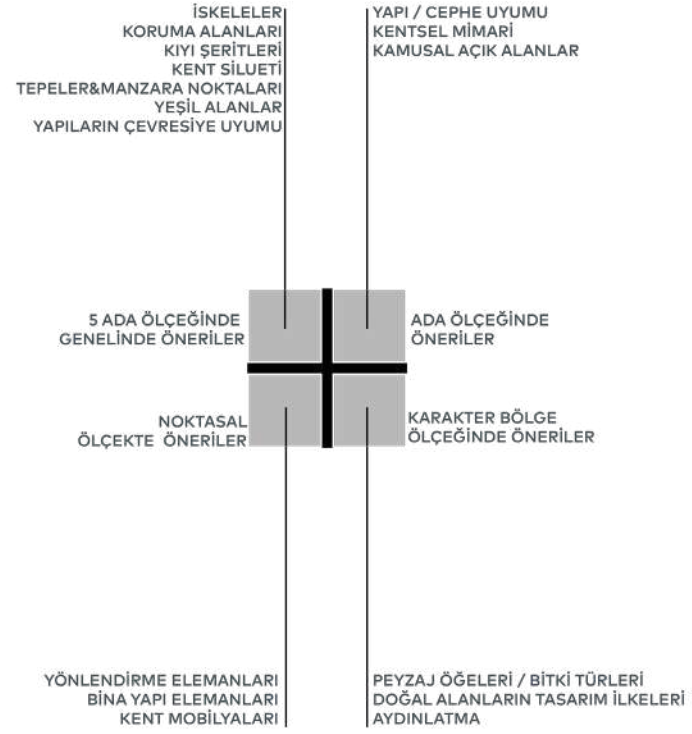 İSKELELER
KORUMA ALANLARI
KIYI ŞERİTLERİ
KENT SİLUETİ
TEPELER&MANZARA NOKTALARI
YEŞİL ALANLAR
YAPILARIN ÇEVRESİYE UYUMU
YAPI / CEPHE UYUMU
KENTSEL MİMARİ
KAMUSAL AÇIK ALANLAR
5 ADA ÖLÇEĞİNDE
GENELİNDE ÖNERİLER
ADA ÖLÇEĞİNDE
ÖNERİLER
NOKTASAL
ÖLÇEKTE ÖNERİLER
KARAKTER BÖLGE
ÖLÇEĞİNDE ÖNERİLER
YÖNLENDİRME ELEMANLARI
BİNA YAPI ELEMANLARI
KENT MOBİLYALARI
PEYZAJ ÖĞELERİ / BİTKİ TÜRLERİ
DOĞAL ALANLARIN TASARIM İLKELERİ
AYDINLATMA